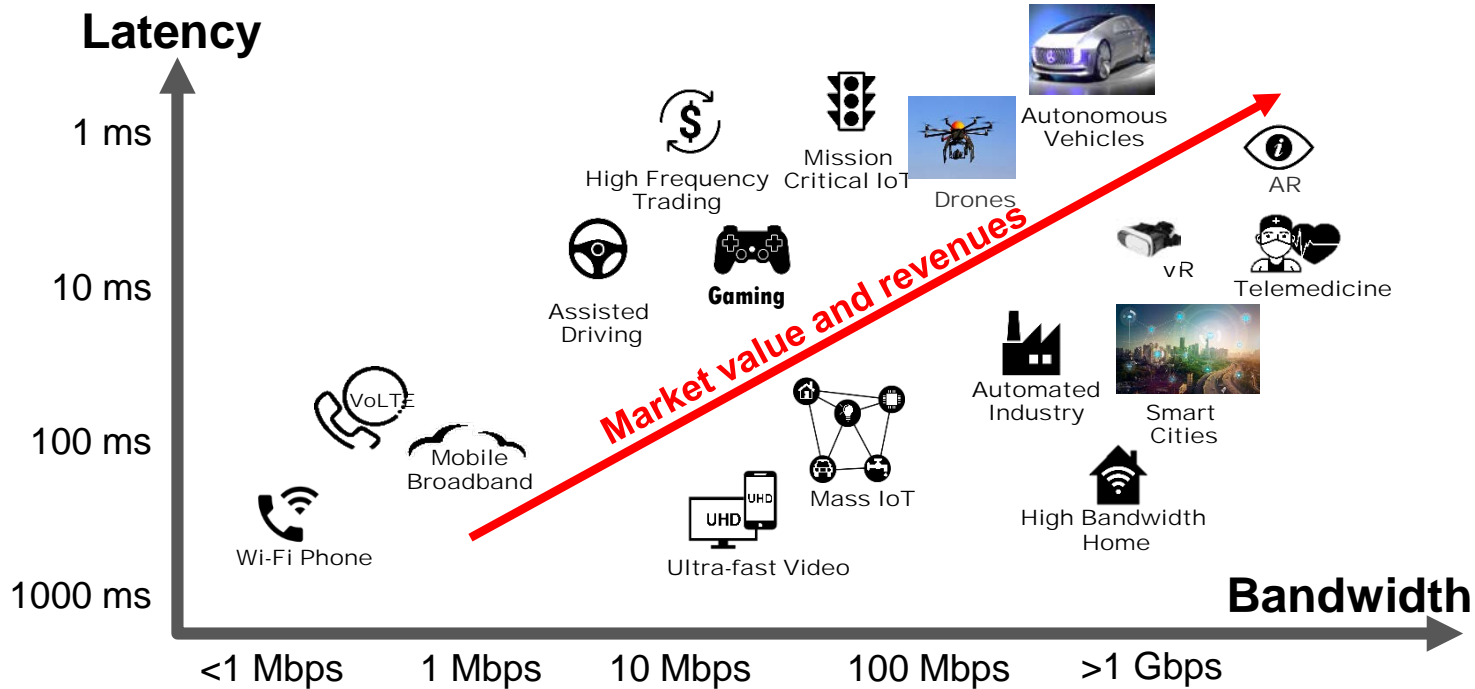 Latency
1 ms
10 ms
100 ms
1000 ms
$
High Frequency
Trading
Mission
Critical IoT
Drones
Autonomous
Vehicles
i
AR
Assisted
Driving
Gaming
vR
Telemedicine
Market value and revenues
VoLTE
Mobile
Broadband
Automated
Industry
Smart
Cities
Wi-Fi Phone
UHD
UHD
Ultra-fast Video
Mass IoT
High Bandwidth
Home
Bandwidth
<1 Mbps
1 Mbps
10 Mbps
100 Mbps
>1 Gbps